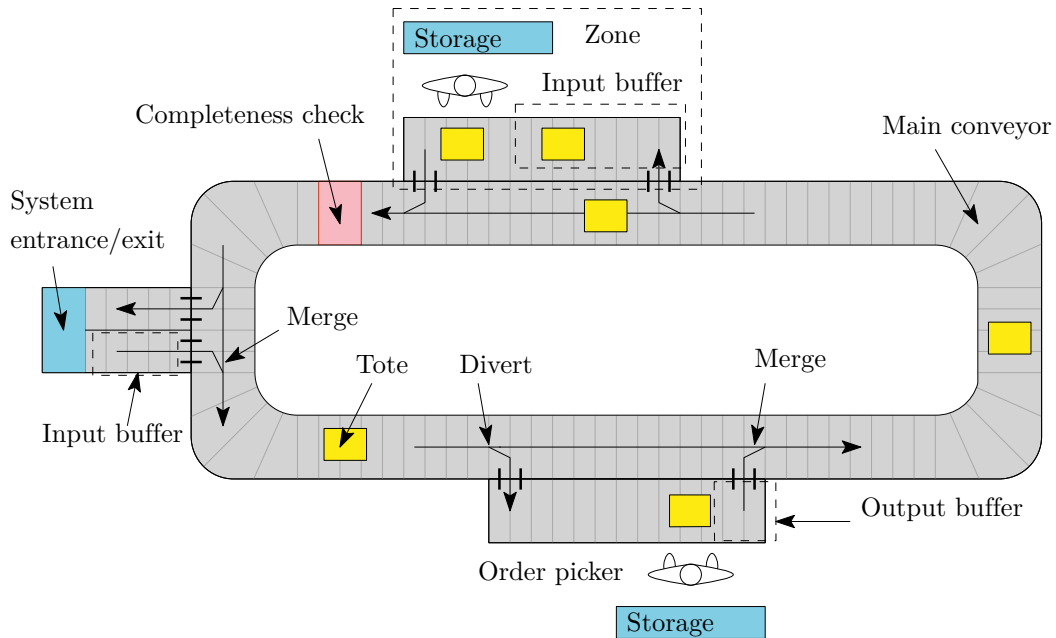 Storage
Zone
Input buffer
Completeness check
Main conveyor
System
entrance/exit
Merge
Tote
Divert
Merge
Input buffer
Output buffer
Order picker
Storage